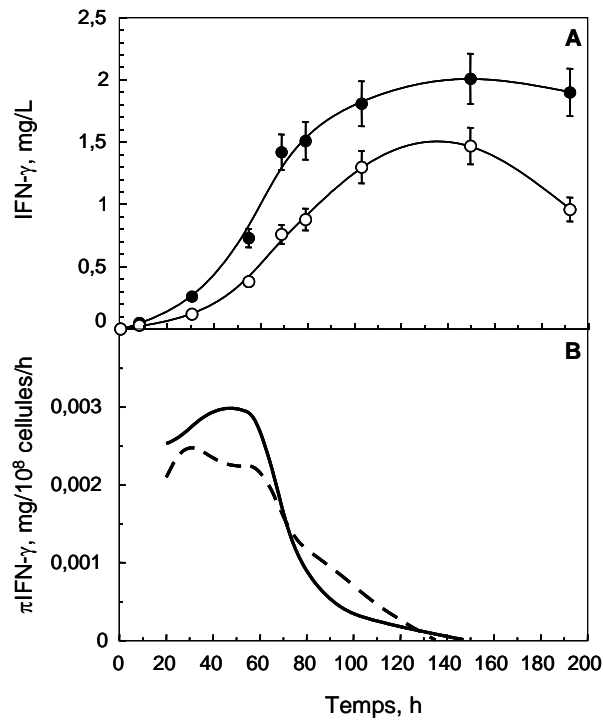 2,5
A
2
1,5
1
0,5
0
IFN-γ, mg/L
B
0,003
0,002
0,001
0
πIFN-γ, mg/10⁸ cellules/h
0 20 40 60 80 100 120 140 160 180 200
Temps, h